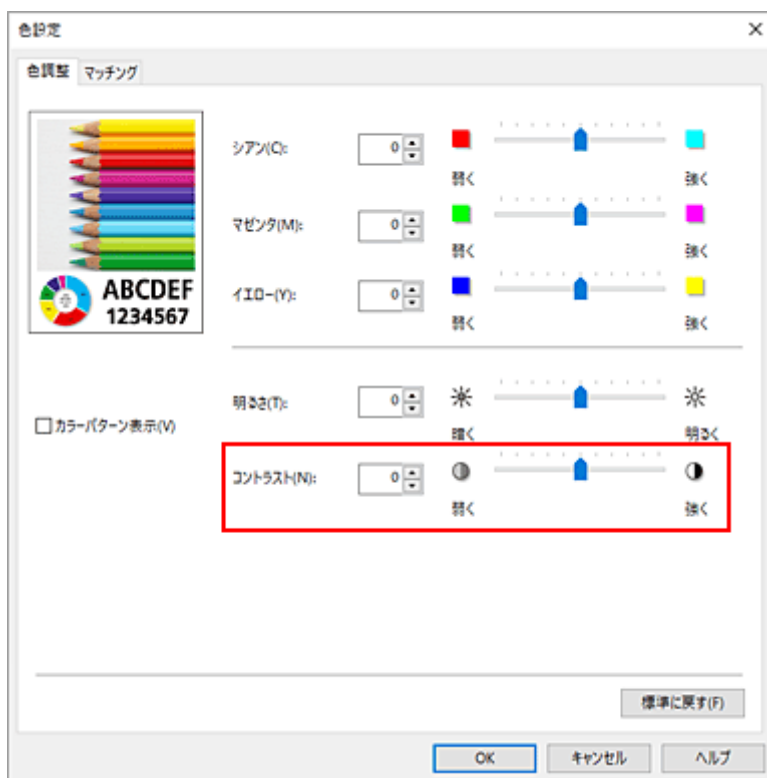 色設定
色調整 マッチング
ABCDEF
1234567
シアン(C): 0
弱く 強く
マゼンタ(M): 0
弱く 強く
イエロー(Y): 0
弱く 強く
カラーパターン表示(V)
明るさ(T): 0
暗く 明るく
コントラスト(N): 0
弱く 強く
標準に戻す(F)
OK キャンセル ヘルプ